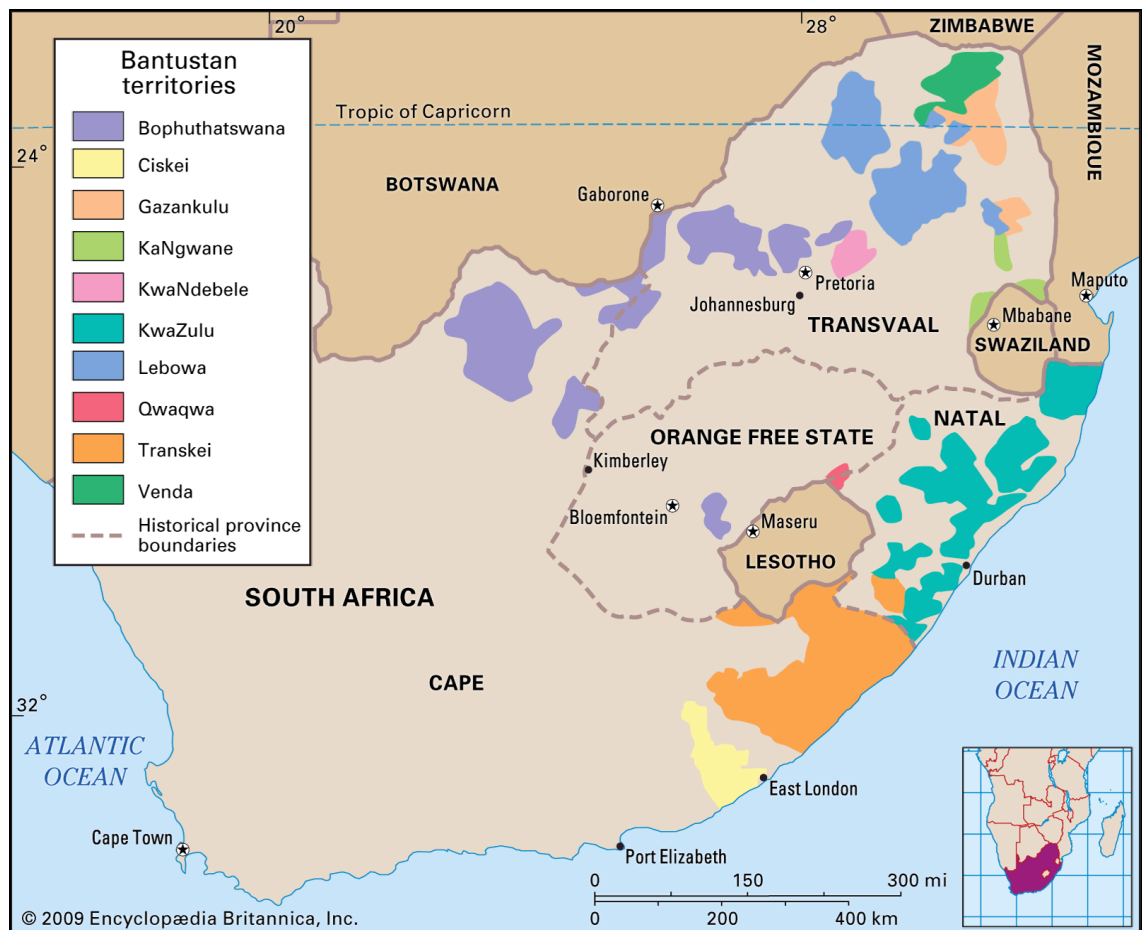 20°
28°
ZIMBABWE
Bantustan
territories
Bophuthatswana
Ciskei
Gazankulu
KaNgwane
KwaNdebele
KwaZulu
Lebowa
Qwaqwa
Transkei
Venda
Historical province
boundaries
MOZAMBIQUE
Tropic of Capricorn
24°
BOTSWANA
Gaborone
Pretoria
Johannesburg
Maputo
TRANSVAAL
Mbabane
SWAZILAND
NATAL
ORANGE FREE STATE
Kimberley
Bloemfontein
Maseru
LESOTHO
Durban
SOUTH AFRICA
INDIAN
OCEAN
CAPE
32°
ATLANTIC
OCEAN
East London
Cape Town
Port Elizabeth
0 150 300 mi
0 200 400 km
© 2009 Encyclopædia Britannica, Inc.